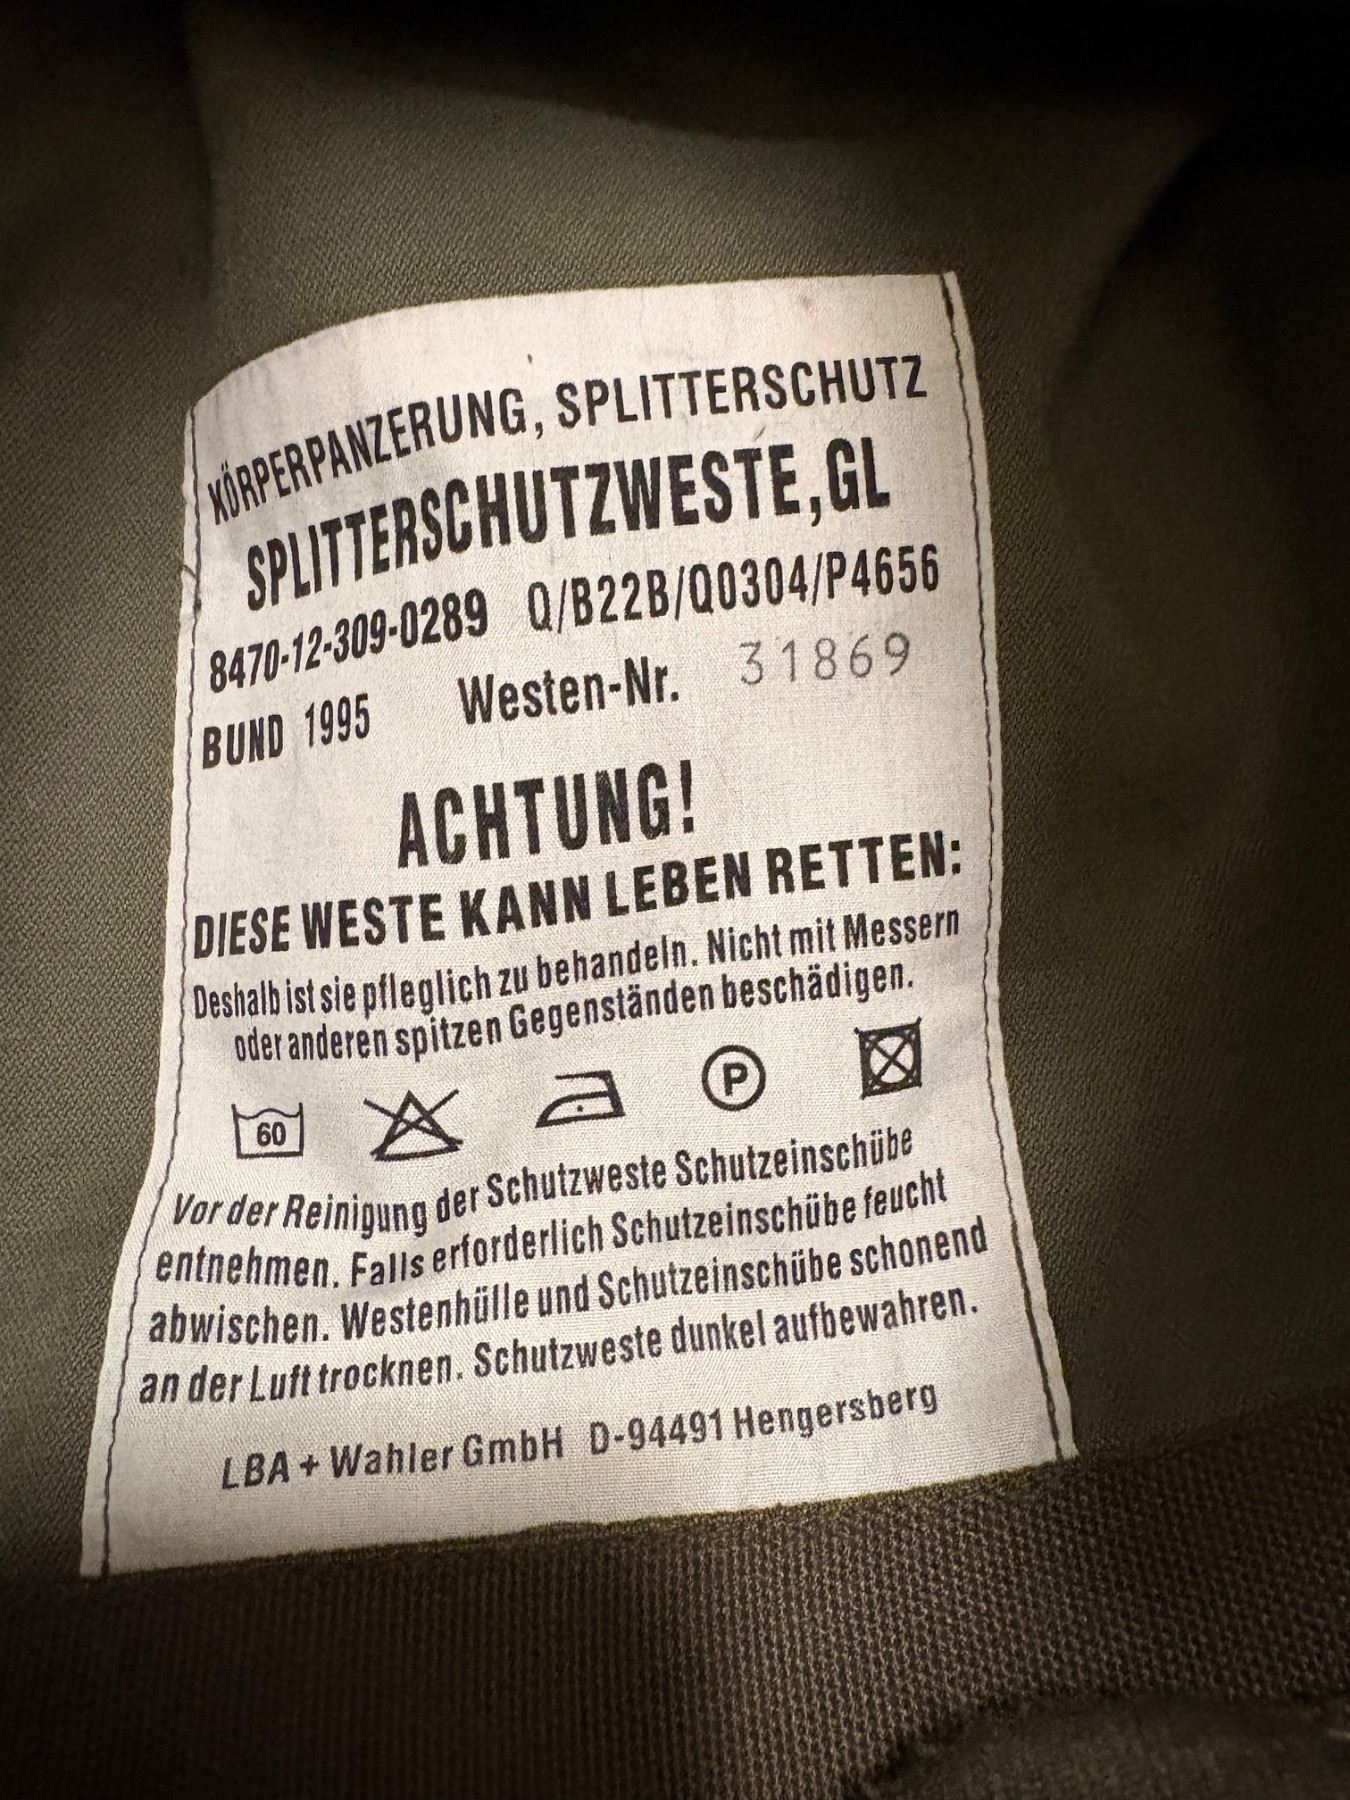 KÖRPERPANZERUNG, SPLITTERSCHUTZ
SPLITTERSCHUTZWESTE,GL
8470-12-309-0289 Q/B22B/Q0304/P4656
BUND 1995 Westen-Nr. 31869
ACHTUNG!
DIESE WESTE KANN LEBEN RETTEN:
Deshalb ist sie pfleglich zu behandeln. Nicht mit Messern
oder anderen spitzen Gegenständen beschädigen.
60 P
Vor der Reinigung der Schutzweste Schutzeinschübe
entnehmen. Falls erforderlich Schutzeinschübe feucht
abwischen. Westenhülle und Schutzeinschübe schonend
an der Luft trocknen. Schutzweste dunkel aufbewahren.
LBA + Wahler GmbH D-94491 Hengersberg